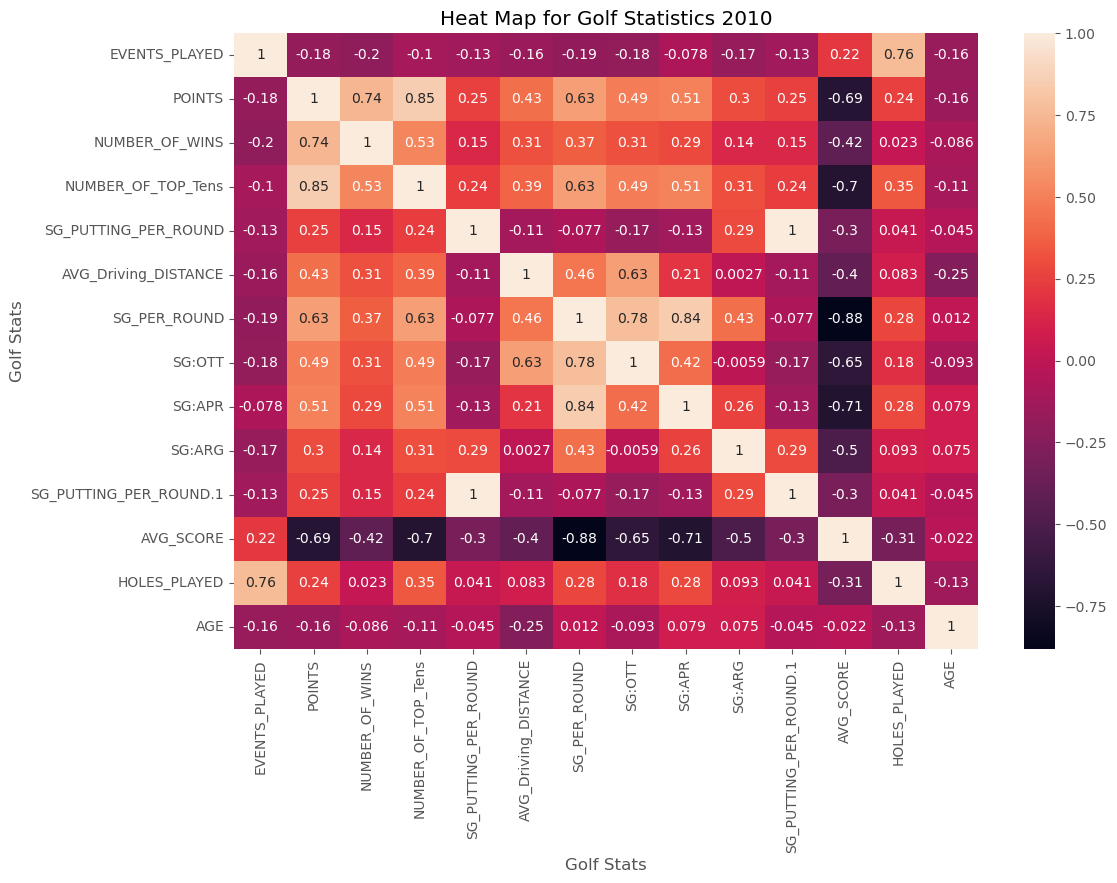 Heat Map for Golf Statistics 2010
EVENTS_PLAYED 1 -0.18 -0.2 -0.1 -0.13 -0.16 -0.19 -0.18 -0.078 -0.17 -0.13 0.22 0.76 -0.16
POINTS -0.18 1 0.74 0.85 0.25 0.43 0.63 0.49 0.51 0.3 0.25 -0.69 0.24 -0.16
NUMBER_OF_WINS -0.2 0.74 1 0.53 0.15 0.31 0.37 0.31 0.29 0.14 0.15 -0.42 0.023 -0.086
NUMBER_OF_TOP_Tens -0.1 0.85 0.53 1 0.24 0.39 0.63 0.49 0.51 0.31 0.24 -0.7 0.35 -0.11
SG_PUTTING_PER_ROUND -0.13 0.25 0.15 0.24 1 -0.11 -0.077 -0.17 -0.13 0.29 1 -0.3 0.041 -0.045
AVG_Driving_DISTANCE -0.16 0.43 0.31 0.39 -0.11 1 0.46 0.63 0.21 0.0027 -0.11 -0.4 0.083 -0.25
SG_PER_ROUND -0.19 0.63 0.37 0.63 -0.077 0.46 1 0.78 0.84 0.43 -0.077 -0.88 0.28 0.012
SG:OTT -0.18 0.49 0.31 0.49 -0.17 0.63 0.78 1 0.42 -0.0059 -0.17 -0.65 0.18 -0.093
SG:APR -0.078 0.51 0.29 0.51 -0.13 0.21 0.84 0.42 1 0.26 -0.13 -0.71 0.28 0.079
SG:ARG -0.17 0.3 0.14 0.31 0.29 0.0027 0.43 -0.0059 0.26 1 0.29 -0.5 0.093 0.075
SG_PUTTING_PER_ROUND.1 -0.13 0.25 0.15 0.24 1 -0.11 -0.077 -0.17 -0.13 0.29 1 -0.3 0.041 -0.045
AVG_SCORE 0.22 -0.69 -0.42 -0.7 -0.3 -0.4 -0.88 -0.65 -0.71 -0.5 -0.3 1 -0.31 -0.022
HOLES_PLAYED 0.76 0.24 0.023 0.35 0.041 0.083 0.28 0.18 0.28 0.093 0.041 -0.31 1 -0.13
AGE -0.16 -0.16 -0.086 -0.11 -0.045 -0.25 0.012 -0.093 0.079 0.075 -0.045 -0.022 -0.13 1
Golf Stats
EVENTS_PLAYED
POINTS
NUMBER_OF_WINS
NUMBER_OF_TOP_Tens
SG_PUTTING_PER_ROUND
AVG_Driving_DISTANCE
SG_PER_ROUND
SG:OTT
SG:APR
SG:ARG
SG_PUTTING_PER_ROUND.1
AVG_SCORE
HOLES_PLAYED
AGE
Golf Stats
1.00
0.75
0.50
0.25
0.00
−0.25
−0.50
−0.75